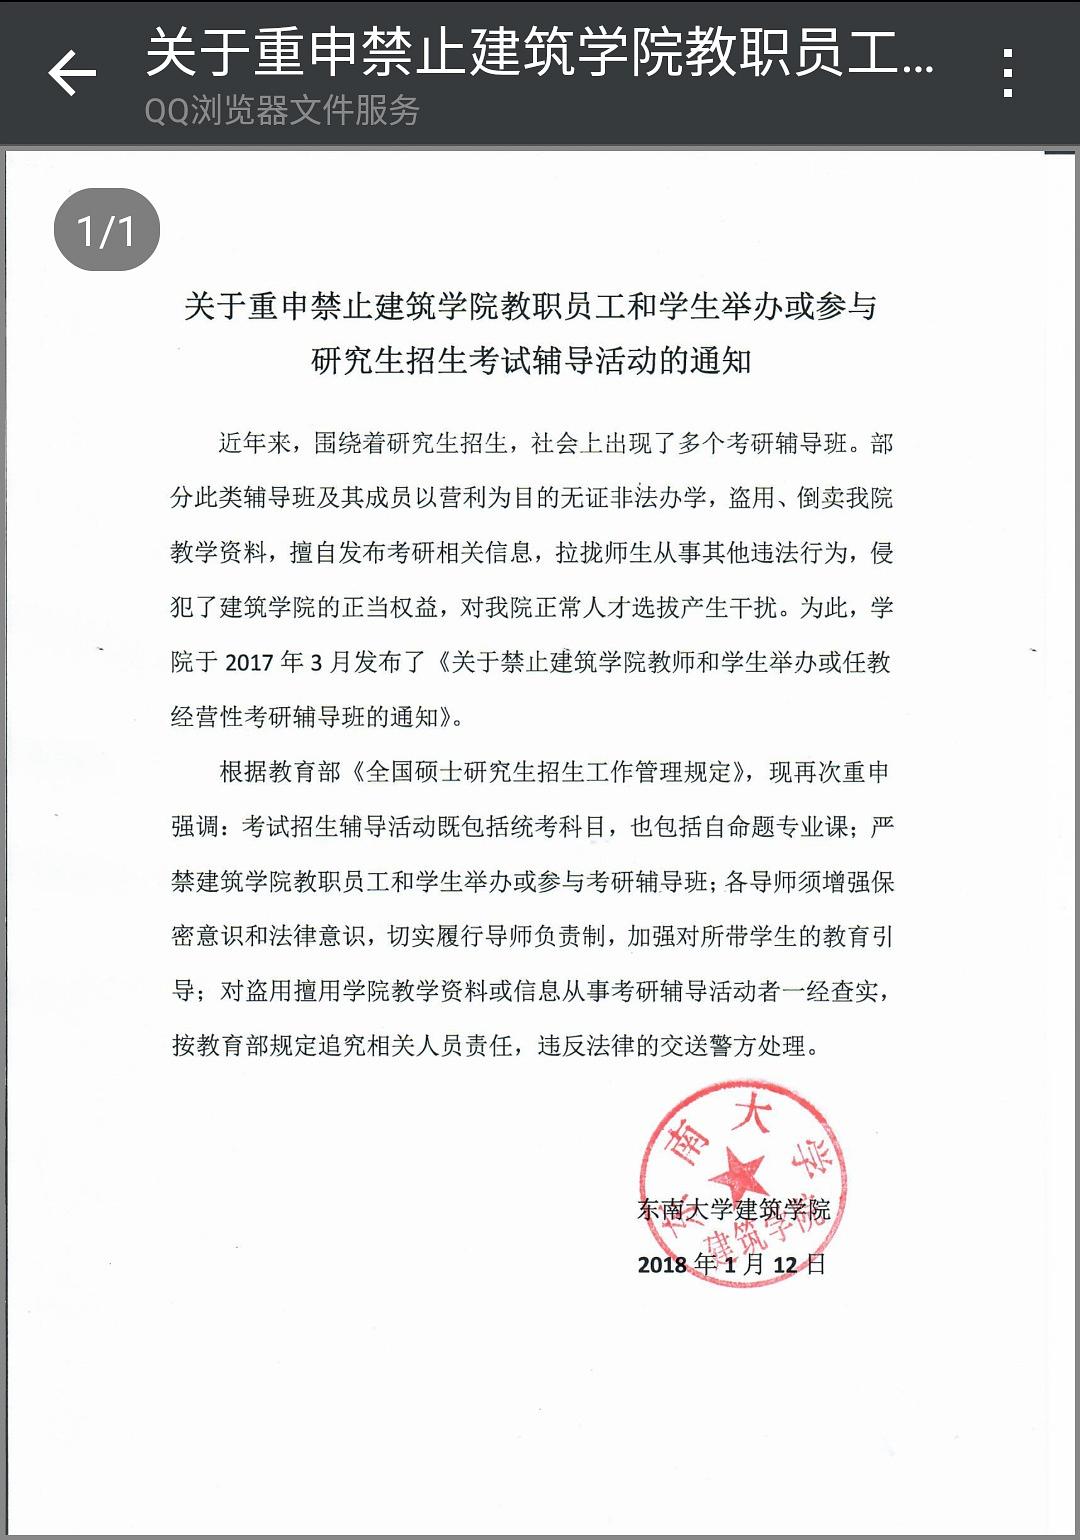 关于重申禁止建筑学院教职员工...
QQ浏览器文件服务
1/1
关于重申禁止建筑学院教职员工和学生举办或参与
研究生招生考试辅导活动的通知
近年来，围绕着研究生招生，社会上出现了多个考研辅导班。部
分此类辅导班及其成员以营利为目的无证非法办学，盗用、倒卖我院
教学资料，擅自发布考研相关信息，拉拢师生从事其他违法行为，侵
犯了建筑学院的正当权益，对我院正常人才选拔产生干扰。为此，学
院于 2017 年 3 月发布了《关于禁止建筑学院教师和学生举办或任教
经营性考研辅导班的通知》。
根据教育部《全国硕士研究生招生工作管理规定》，现再次重申
强调：考试招生辅导活动既包括统考科目，也包括自命题专业课；严
禁建筑学院教职员工和学生举办或参与考研辅导班；各导师须增强保
密意识和法律意识，切实履行导师负责制，加强对所带学生的教育引
导；对盗用擅用学院教学资料或信息从事考研辅导活动者一经查实，
按教育部规定追究相关人员责任，违反法律的交送警方处理。
东南大学
建筑学院
东南大学建筑学院
2018 年 1 月 12 日